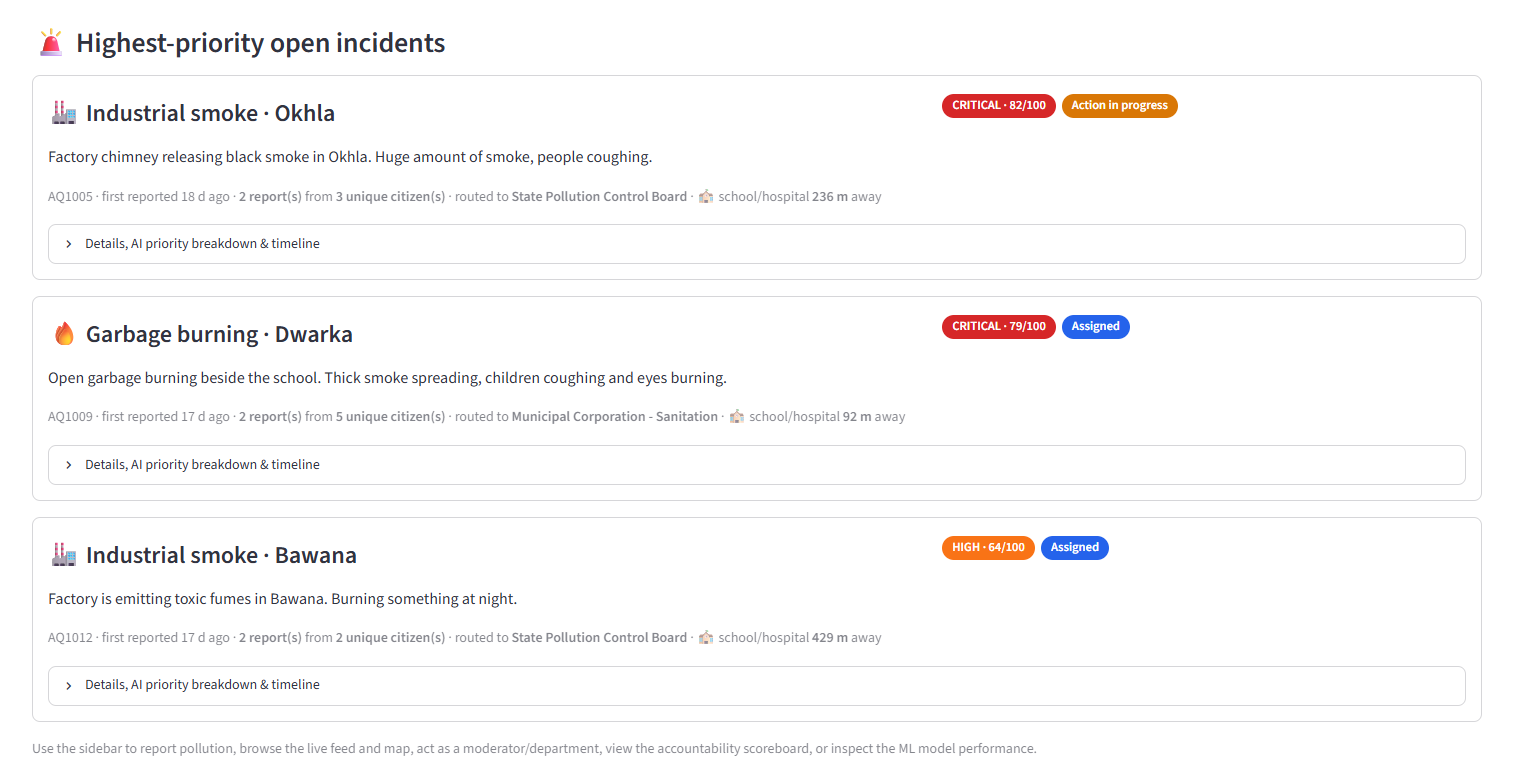 Highest-priority open incidents
Industrial smoke · Okhla
CRITICAL · 82/100
Action in progress
Factory chimney releasing black smoke in Okhla. Huge amount of smoke, people coughing.
AQ1005 · first reported 18 d ago · 2 report(s) from 3 unique citizen(s) · routed to State Pollution Control Board · school/hospital 236 m away
Details, AI priority breakdown & timeline
Garbage burning · Dwarka
CRITICAL · 79/100
Assigned
Open garbage burning beside the school. Thick smoke spreading, children coughing and eyes burning.
AQ1009 · first reported 17 d ago · 2 report(s) from 5 unique citizen(s) · routed to Municipal Corporation - Sanitation · school/hospital 92 m away
Details, AI priority breakdown & timeline
Industrial smoke · Bawana
HIGH · 64/100
Assigned
Factory is emitting toxic fumes in Bawana. Burning something at night.
AQ1012 · first reported 17 d ago · 2 report(s) from 2 unique citizen(s) · routed to State Pollution Control Board · school/hospital 429 m away
Details, AI priority breakdown & timeline
Use the sidebar to report pollution, browse the live feed and map, act as a moderator/department, view the accountability scoreboard, or inspect the ML model performance.